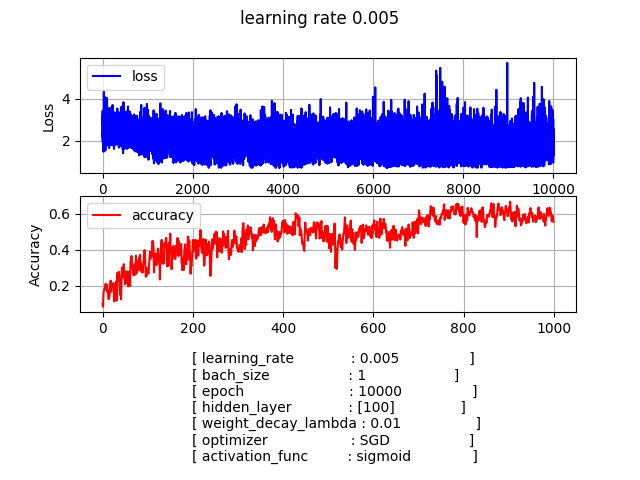 learning rate 0.005
loss
Loss
4
2
0 2000 4000 6000 8000 10000
accuracy
Accuracy
0.6
0.4
0.2
0 200 400 600 800 1000
[ learning_rate : 0.005 ]
[ bach_size : 1 ]
[ epoch : 10000 ]
[ hidden_layer : [100] ]
[ weight_decay_lambda : 0.01 ]
[ optimizer : SGD ]
[ activation_func : sigmoid ]